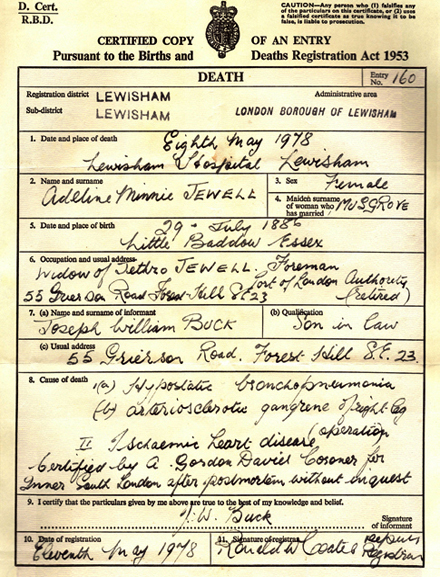 D. Cert.
R.B.D.
CAUTION—Any person who (1) falsifies any
of the particulars on this certificate, or (2) uses
a falsified certificate as true knowing it to be
false, is liable to prosecution.
CERTIFIED COPY OF AN ENTRY
Pursuant to the Births and Deaths Registration Act 1953
DEATH
Entry
No. 160
Registration district LEWISHAM
Administrative area
Sub-district LEWISHAM
LONDON BOROUGH OF LEWISHAM
1. Date and place of death
Eighth May 1978
Lewisham Hospital Lewisham
2. Name and surname
Adeline Minnie JEWELL
3. Sex
Female
4. Maiden surname
of woman who
has married
MUSGROVE
5. Date and place of birth
29 July 1886
Little Baddow Essex
6. Occupation and usual address
Widow of Jethro JEWELL. Foreman
Port of London Authority
55 Grierson Road Forest Hill SE23
(retired)
7. (a) Name and surname of informant
Joseph William BUCK
(b) Qualification
Son in law
(c) Usual address
55 Grierson Road. Forest Hill S.E. 23.
8. Cause of death
1(a) Hypostatic bronchopneumonia
(b) arteriosclerotic gangrene of right leg
(operation
II Ischaemic heart disease
Certified by A. Gordon David Coroner for
Inner South London after postmortem without inquest
9. I certify that the particulars given by me above are true to the best of my knowledge and belief.
J. W. Buck
Signature
of informant
10. Date of registration
Eleventh May 1978
11. Signature of registrar
Ronald W Coates
Deputy
Registrar